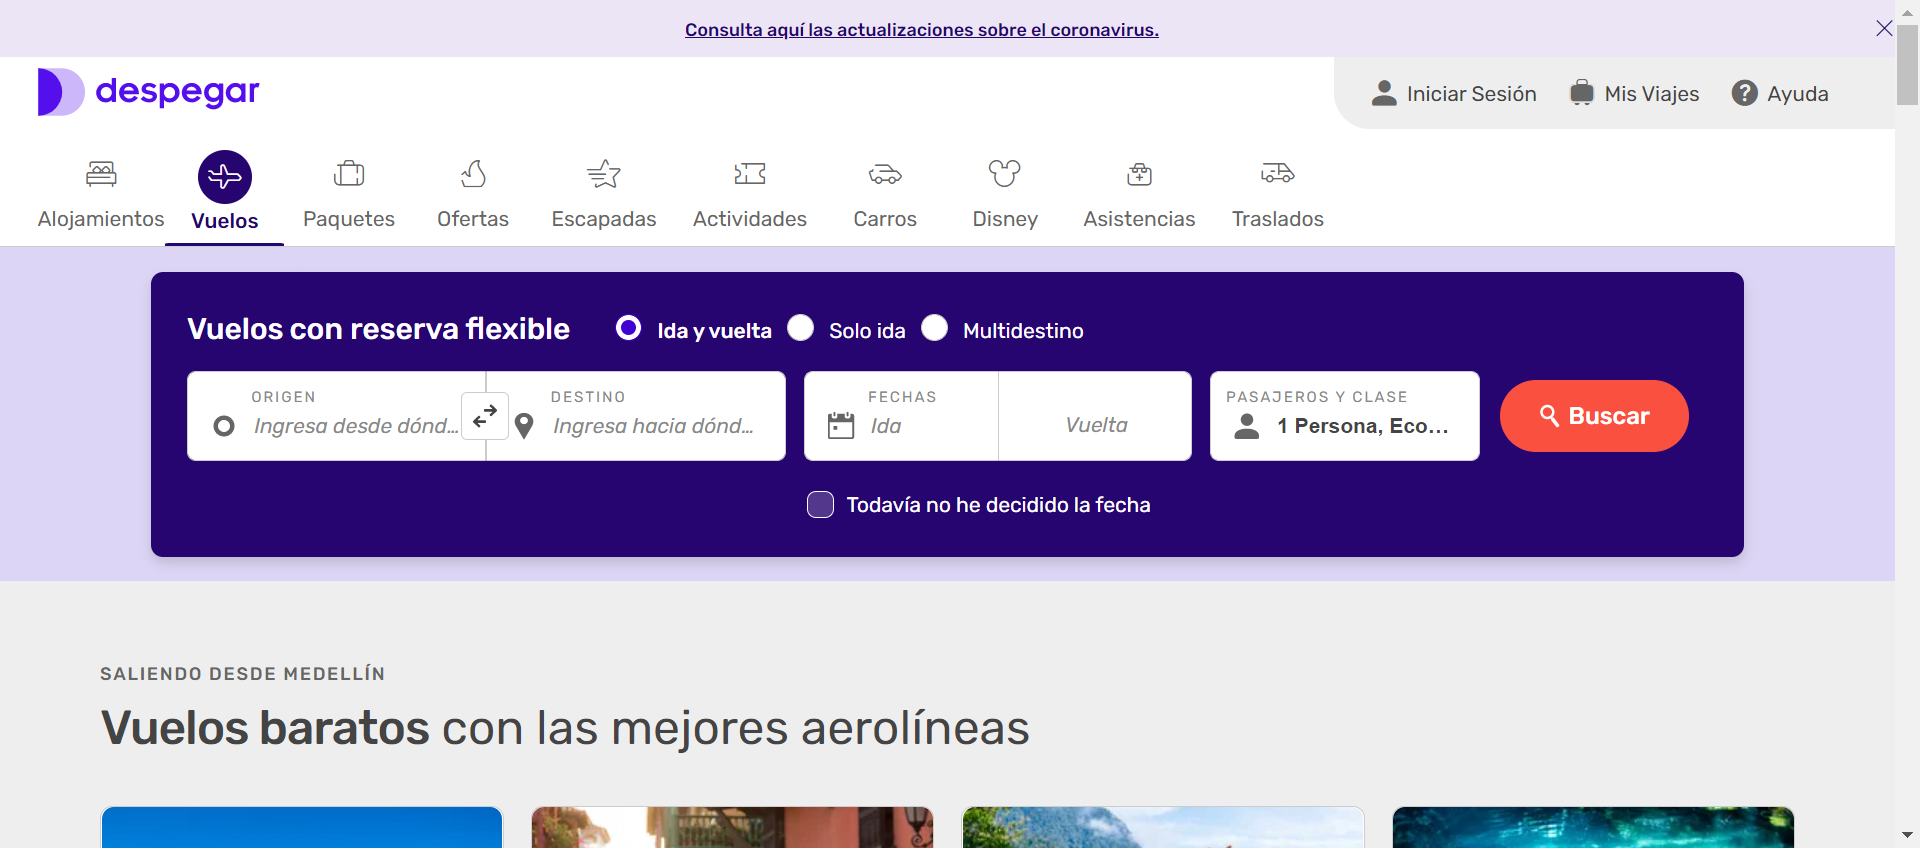 Consulta aquí las actualizaciones sobre el coronavirus.
despegar
Iniciar Sesión
Mis Viajes
Ayuda
Alojamientos
Vuelos
Paquetes
Ofertas
Escapadas
Actividades
Carros
Disney
Asistencias
Traslados
Vuelos con reserva flexible
Ida y vuelta
Solo ida
Multidestino
ORIGEN
Ingresa desde dónd...
DESTINO
Ingresa hacia dónd...
FECHAS
Ida
Vuelta
PASAJEROS Y CLASE
1 Persona, Eco...
Buscar
Todavía no he decidido la fecha
SALIENDO DESDE MEDELLÍN
Vuelos baratos con las mejores aerolíneas